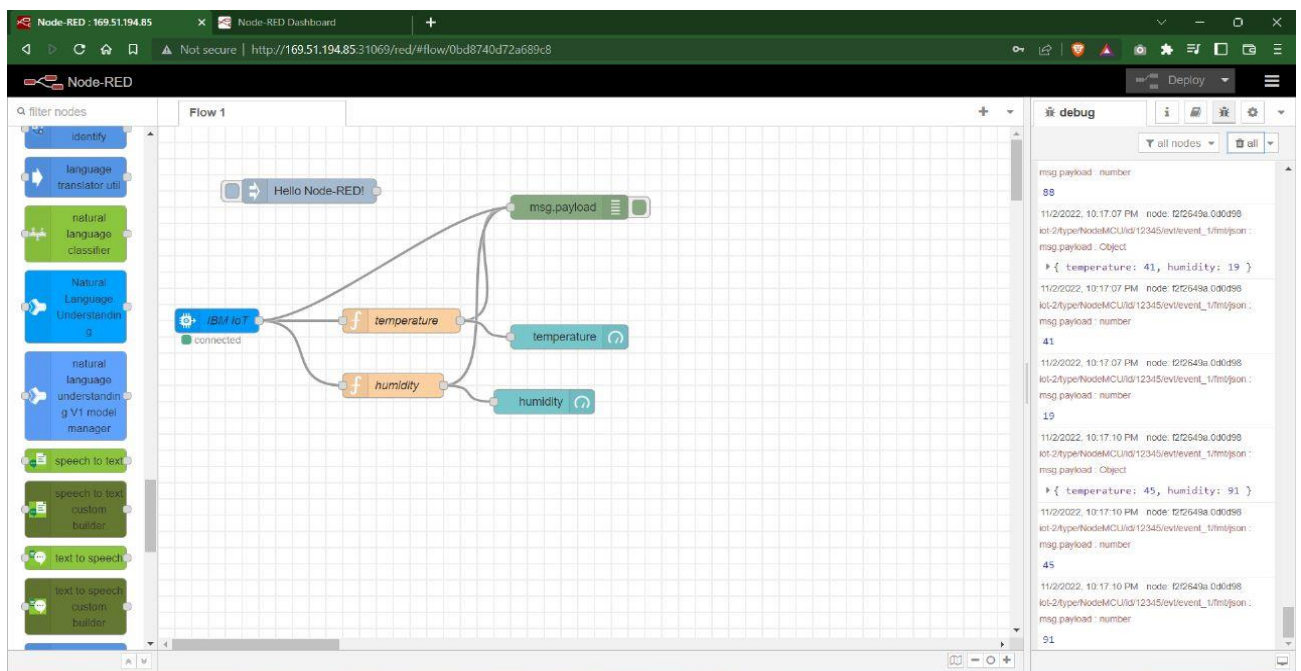 Node-RED : 169.51.194.85
Node-RED Dashboard
Not secure | http://169.51.194.85:31069/red/#flow/0bd8740d72a689c8
Node-RED
Deploy
filter nodes
identify
language
translator util
natural
language
classifier
Natural
Language
Understandin
g
natural
language
understandin
g V1 model
manager
speech to text
speech to text
custom
builder
text to speech
text to speech
custom
builder
Flow 1
Hello Node-RED!
msg.payload
IBM IoT
connected
temperature
temperature
humidity
humidity
debug
all nodes
all
msg.payload : number
88
11/2/2022, 10:17:07 PM node: f2f2649a.0d0d98
iot-2/type/NodeMCU/id/12345/evt/event_1/fmt/json :
msg.payload : Object
{ temperature: 41, humidity: 19 }
11/2/2022, 10:17:07 PM node: f2f2649a.0d0d98
iot-2/type/NodeMCU/id/12345/evt/event_1/fmt/json :
msg.payload : number
41
11/2/2022, 10:17:07 PM node: f2f2649a.0d0d98
iot-2/type/NodeMCU/id/12345/evt/event_1/fmt/json :
msg.payload : number
19
11/2/2022, 10:17:10 PM node: f2f2649a.0d0d98
iot-2/type/NodeMCU/id/12345/evt/event_1/fmt/json :
msg.payload : Object
{ temperature: 45, humidity: 91 }
11/2/2022, 10:17:10 PM node: f2f2649a.0d0d98
iot-2/type/NodeMCU/id/12345/evt/event_1/fmt/json :
msg.payload : number
45
11/2/2022, 10:17:10 PM node: f2f2649a.0d0d98
iot-2/type/NodeMCU/id/12345/evt/event_1/fmt/json :
msg.payload : number
91